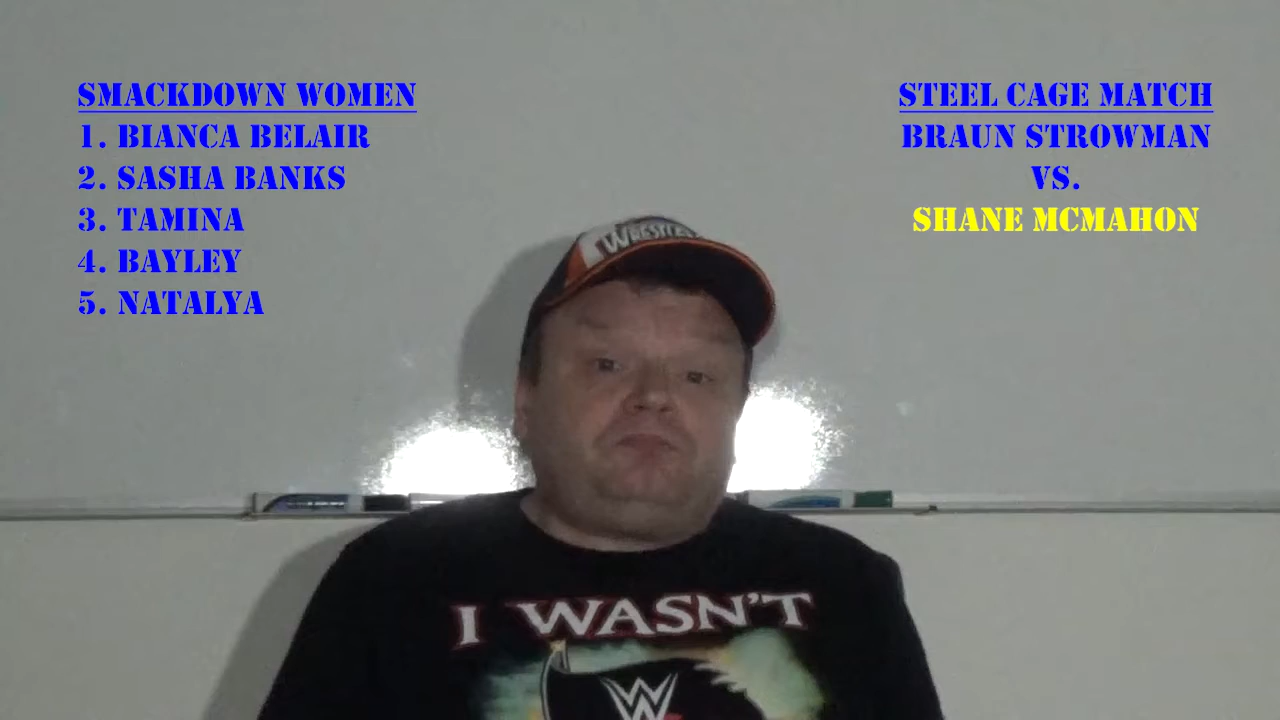 SMACKDOWN WOMEN
1. BIANCA BELAIR
2. SASHA BANKS
3. TAMINA
4. BAYLEY
5. NATALYA
STEEL CAGE MATCH
BRAUN STROWMAN
VS.
SHANE MCMAHON
I WASN'T
W